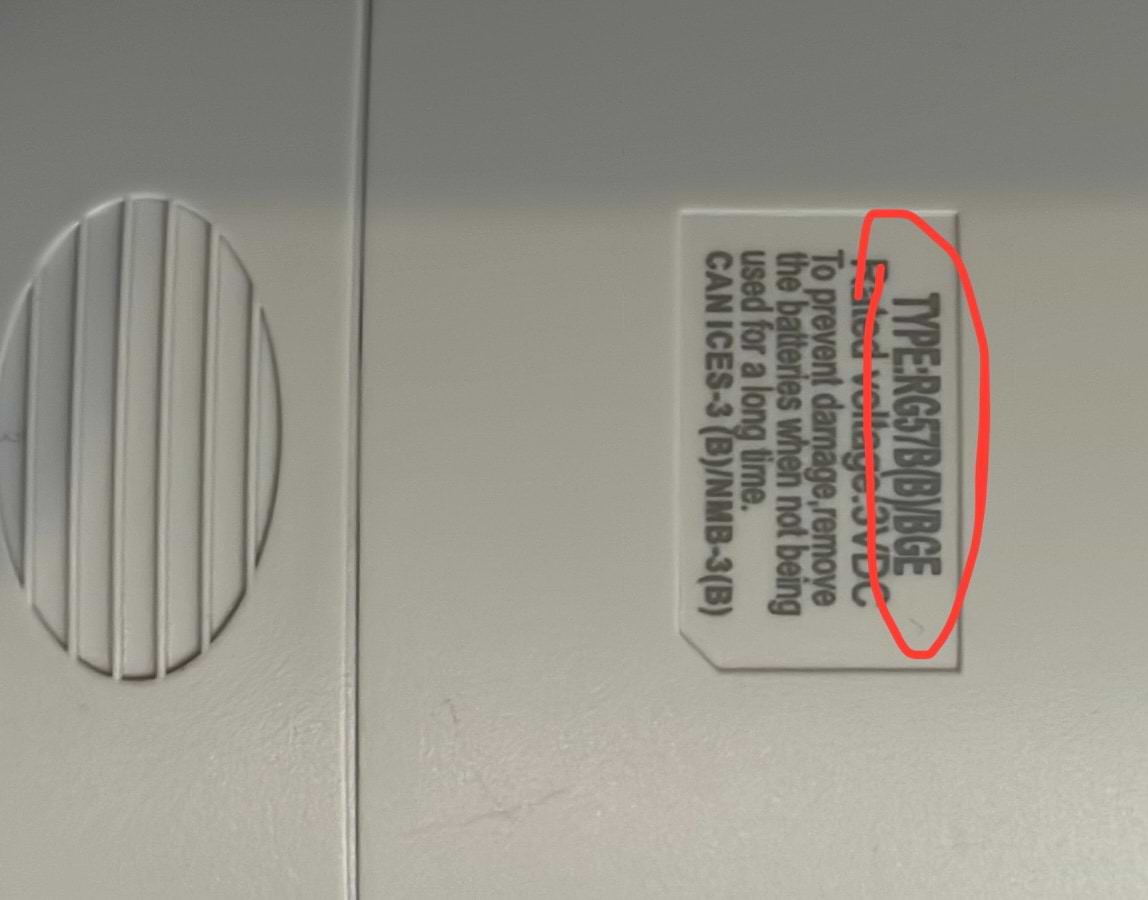 TYPE:RG57B(B)/BGE
Rated voltage:3VDC
To prevent damage,remove
the batteries when not being
used for a long time.
CAN ICES-3 (B)/NMB-3(B)